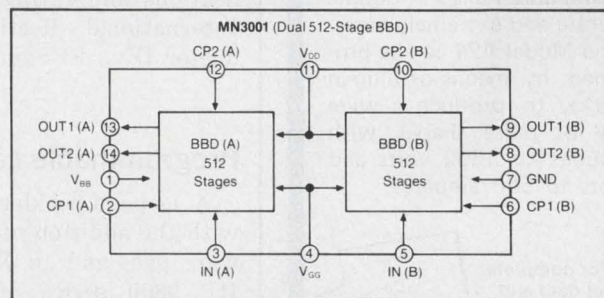 MN3001 (Dual 512-Stage BBD)
CP2 (A) VDD CP2 (B)
12 11 10
OUT1 (A) 13 9 OUT1 (B)
BBD (A) BBD (B)
OUT2 (A) 14 8 OUT2 (B)
512 512
VBB 1 Stages Stages 7 GND
CP1 (A) 2 6 CP1 (B)
3 4 5
IN (A) VGG IN (B)